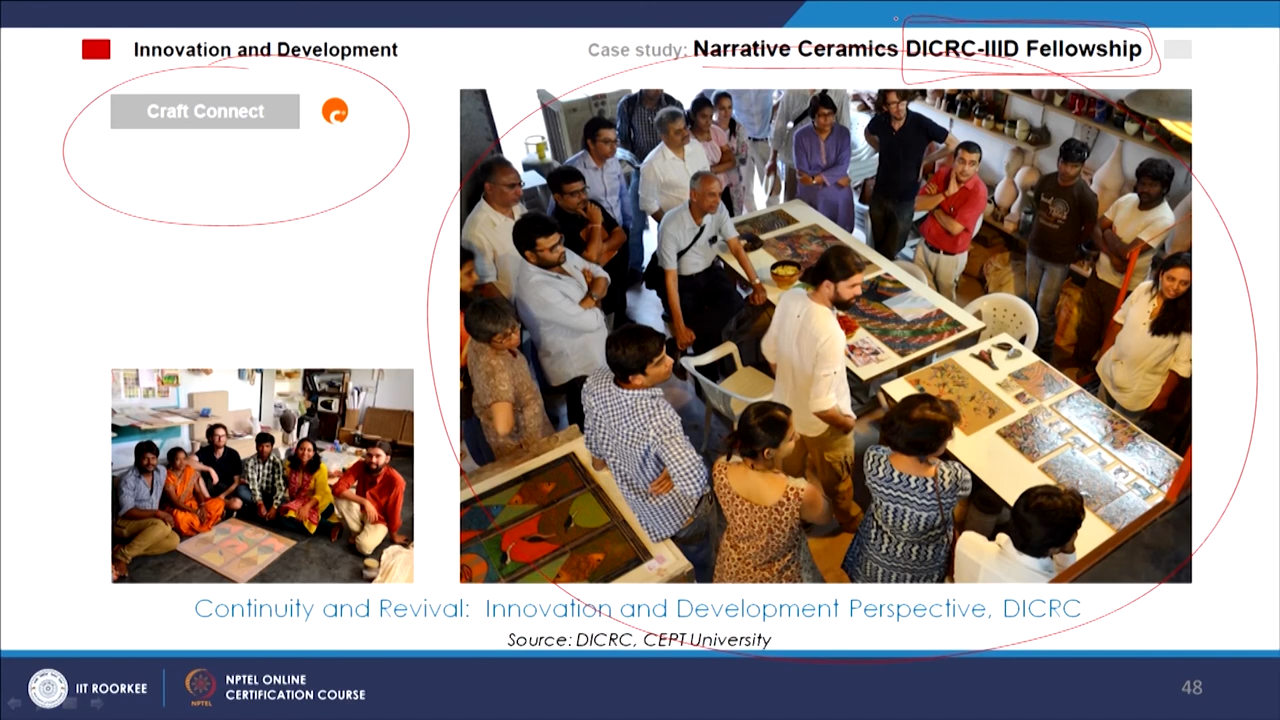 Innovation and Development
Case study: Narrative Ceramics DICRC-IIID Fellowship
Craft Connect
Continuity and Revival: Innovation and Development Perspective, DICRC
Source: DICRC, CEPT University
IIT ROORKEE
NPTEL
NPTEL ONLINE
CERTIFICATION COURSE
48